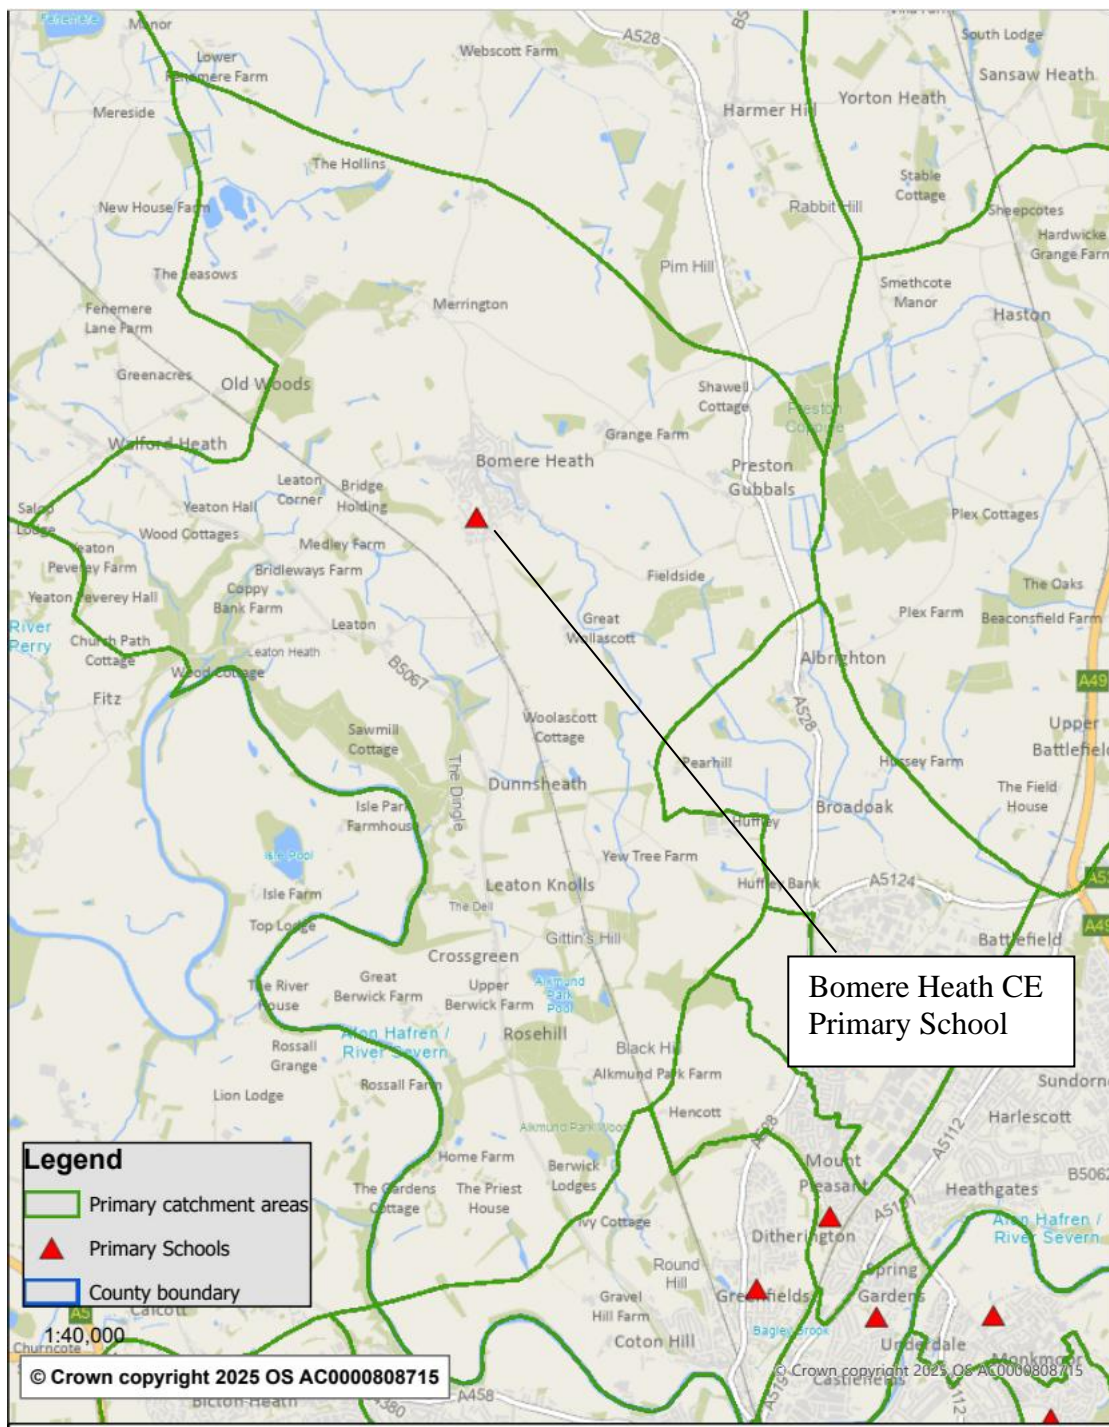 Fenemere
Manor
Lower
Fenemere Farm
Mereside
Webscott Farm
A528
South Lodge
Sansaw Heath
Yorton Heath
Harmer Hill
The Hollins
New House Farm
Stable
Cottage
Sheepcotes
Rabbit Hill
Hardwicke
Grange Farm
The Leasows
Pim Hill
Smethcote
Manor
Haston
Fenemere
Lane Farm
Merrington
Greenacres
Old Woods
Shawell
Cottage
Preston
Coppice
Walford Heath
Grange Farm
Bomere Heath
Preston
Gubbals
Leaton
Corner
Bridge
Holding
Salop
Lodge
Yeaton Hall
Wood Cottages
Plex Cottages
Medley Farm
Yeaton
Peverey Farm
Bridleways Farm
Fieldside
The Oaks
Yeaton Peverey Hall
Coppy
Bank Farm
Great
Wollascott
Plex Farm
Beaconsfield Farm
River
Perry
Church Path
Cottage
Leaton
Leaton Heath
Albrighton
Wood Cottage
B5067
A49
Fitz
A528
Woolascott
Cottage
Upper
Battlefield
Sawmill
Cottage
The Dingle
Pearhill
Hussey Farm
Dunnsheath
The Field
House
Isle Park
Farmhouse
Broadoak
Huffley
Isle Pool
Yew Tree Farm
Isle Farm
Leaton Knolls
Huffley Bank
A5124
The Dell
Top Lodge
Gittin's Hill
Battlefield
A49
Crossgreen
The River
House
Great
Berwick Farm
Upper
Berwick Farm
Alkmund
Park
Pool
Bomere Heath CE
Primary School
Afon Hafren /
River Severn
Rosehill
Rossall
Grange
Black Hill
Rossall Farm
Alkmund Park Farm
Sundorne
Lion Lodge
Hencott
Harlescott
A528
A5112
Alkmund Park Wood
Legend
Primary catchment areas
Primary Schools
County boundary
1:40,000
Home Farm
Berwick
Lodges
Mount
Pleasant
B5062
The Gardens
Cottage
The Priest
House
Heathgates
A5191
Ivy Cottage
Ditherington
Afon Hafren /
River Severn
Round
Hill
Spring
Gardens
Gravel
Hill Farm
Greenfields
A5
Calcott
Coton Hill
Bagley Brook
Underdale
Monkmoor
Churncote
© Crown copyright 2025 OS AC0000808715
© Crown copyright 2025 OS AC0000808715
Castlefields
A5191
A5112
Bicton Heath
A458